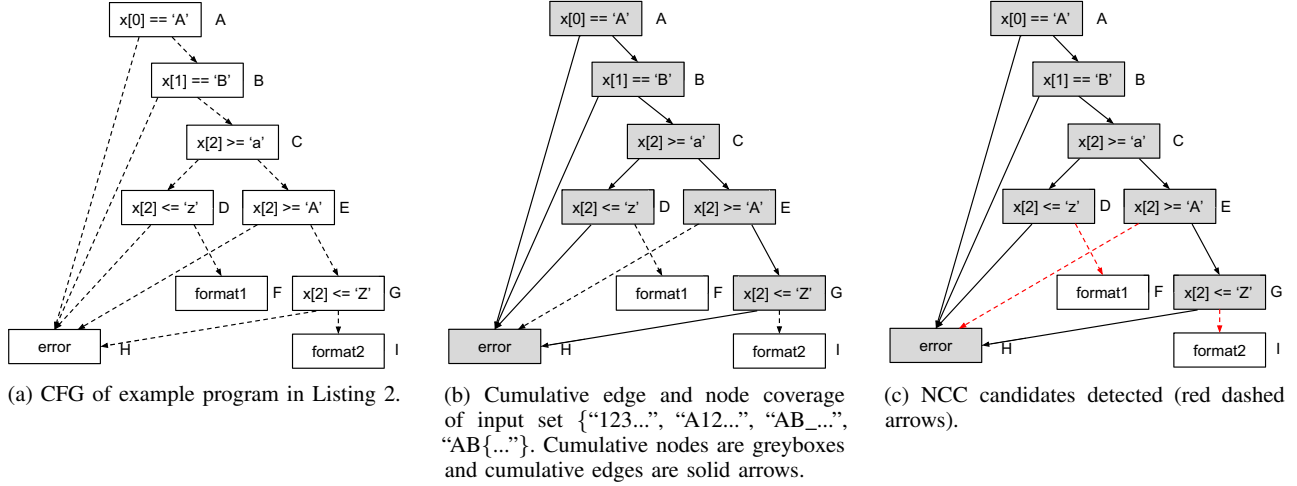 x[0] == ‘A’ A
x[1] == ‘B’ B
x[2] >= ‘a’ C
x[2] <= ‘z’ D x[2] >= ‘A’ E
format1 F x[2] <= ‘Z’ G
error H format2 I
(a) CFG of example program in Listing 2.
x[0] == ‘A’ A
x[1] == ‘B’ B
x[2] >= ‘a’ C
x[2] <= ‘z’ D x[2] >= ‘A’ E
format1 F x[2] <= ‘Z’ G
error H format2 I
(b) Cumulative edge and node coverage
of input set {“123...”, “A12...”, “AB_...”,
“AB{...”}. Cumulative nodes are greyboxes
and cumulative edges are solid arrows.
x[0] == ‘A’ A
x[1] == ‘B’ B
x[2] >= ‘a’ C
x[2] <= ‘z’ D x[2] >= ‘A’ E
format1 F x[2] <= ‘Z’ G
error H format2 I
(c) NCC candidates detected (red dashed
arrows).